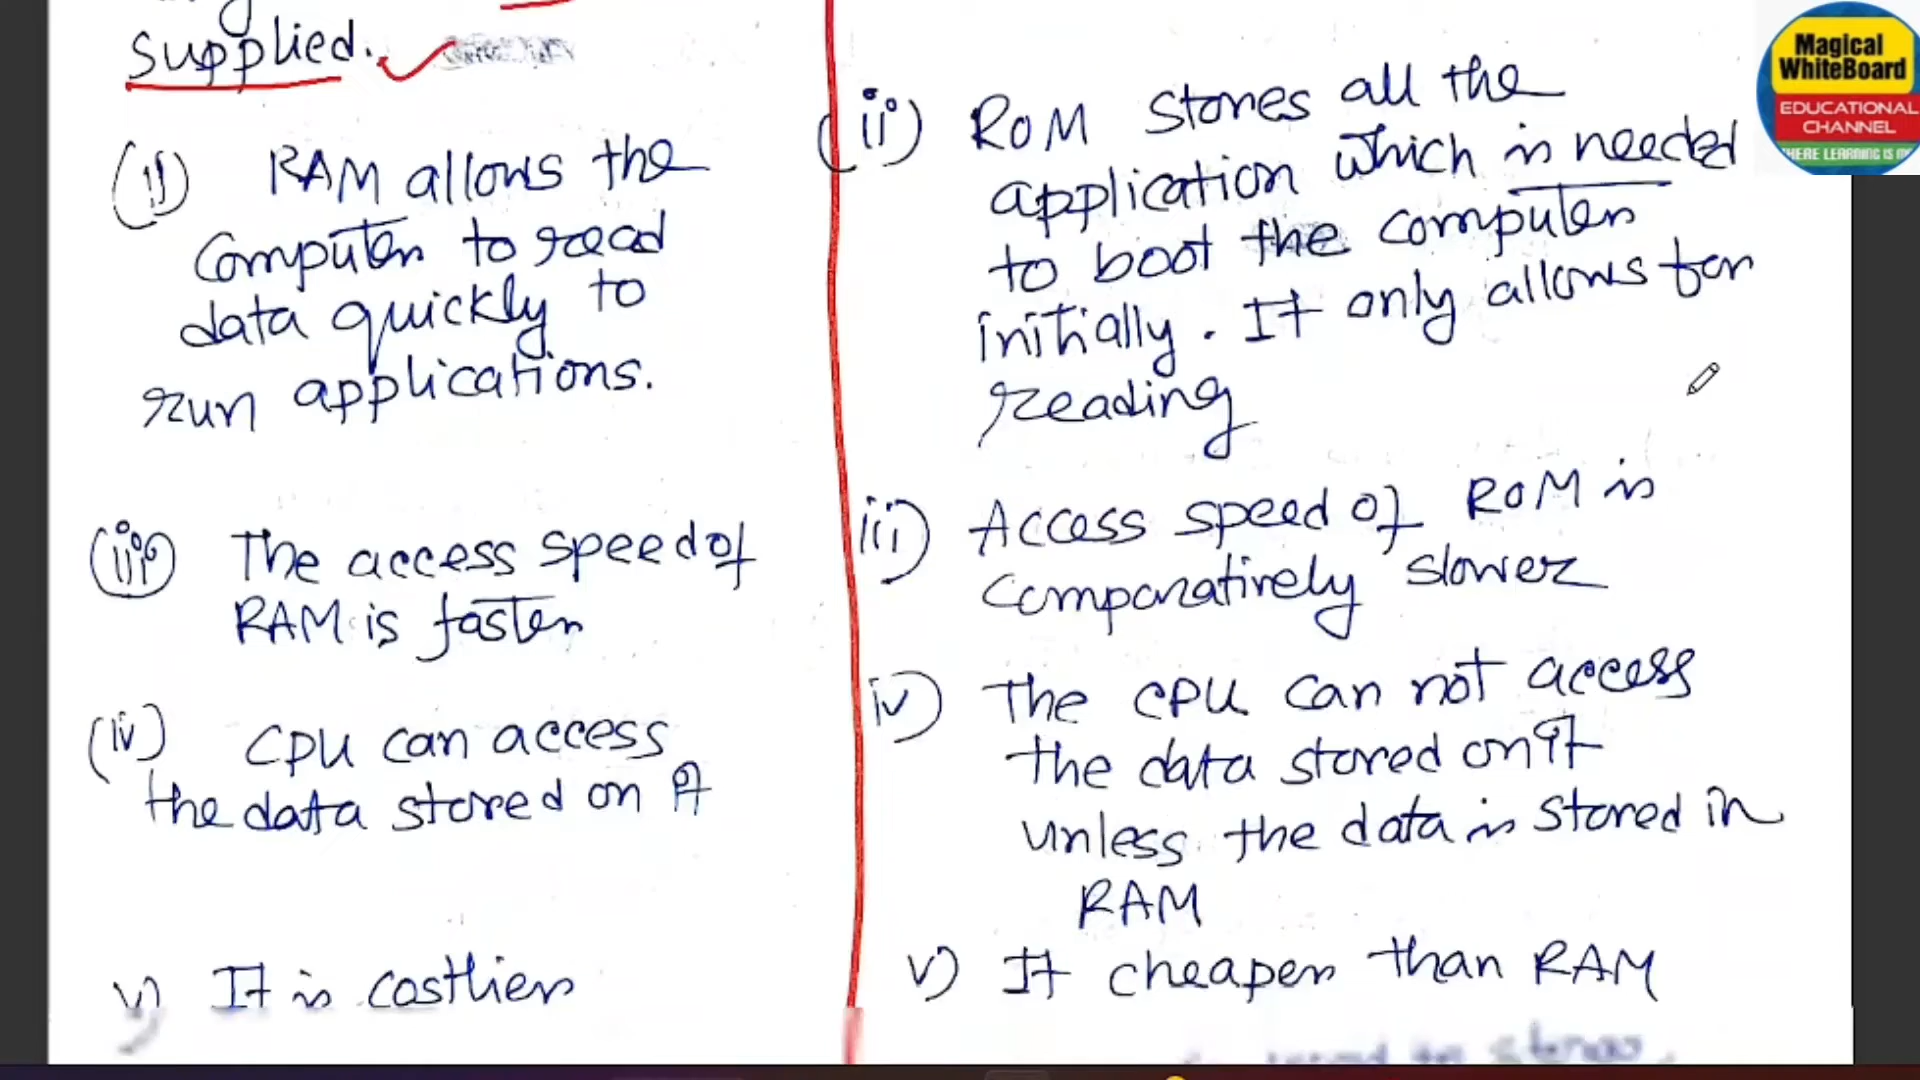 supplied.
(ii) RAM allows the
Computer to read
data quickly to
run applications.
(iii) The access speed of
RAM is faster
(iv) CPU can access
the data stored on it
v) It is costlier
(ii) ROM stores all the
application which is needed
to boot the computer
initially. It only allows for
reading
iii) Access speed of ROM is
comparatively slower
iv) The CPU can not access
the data stored on it
unless the data is stored in
RAM
v) It cheaper than RAM
Magical
WhiteBoard
EDUCATIONAL
CHANNEL